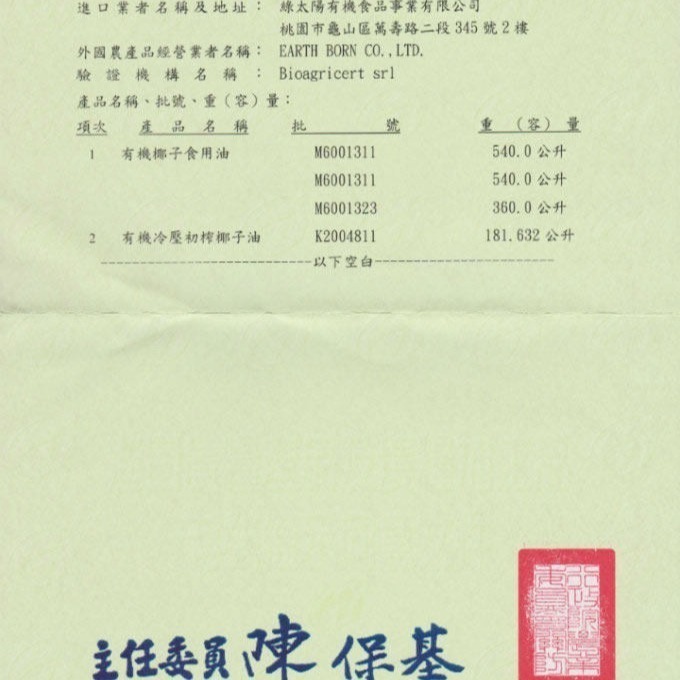 進口業者名稱及地址： 綠太陽有機食品事業有限公司
桃園市龜山區萬壽路二段345號2樓
外國農產品經營業者名稱： EARTH BORN CO.,LTD.
驗證機構名稱： Bioagricert srl
產品名稱、批號、重（容）量：
項次 產品名稱 批號 重（容）量
1 有機椰子食用油 M6001311 540.0公升
M6001311 540.0公升
M6001323 360.0公升
2 有機冷壓初榨椰子油 K2004811 181.632公升
以下空白
主任委員 陳保基